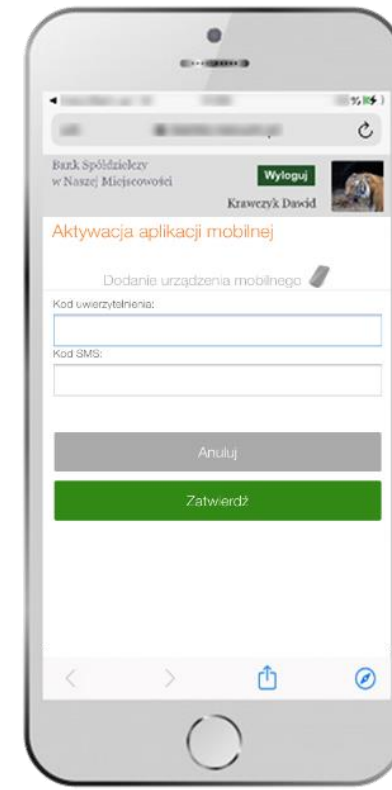 %
Bank Spółdzielczy
w Naszej Miejscowości
Wyloguj
Krawczyk Dawid
Aktywacja aplikacji mobilnej
Dodanie urządzenia mobilnego
Kod uwierzytelnienia:
Kod SMS:
Anuluj
Zatwierdź